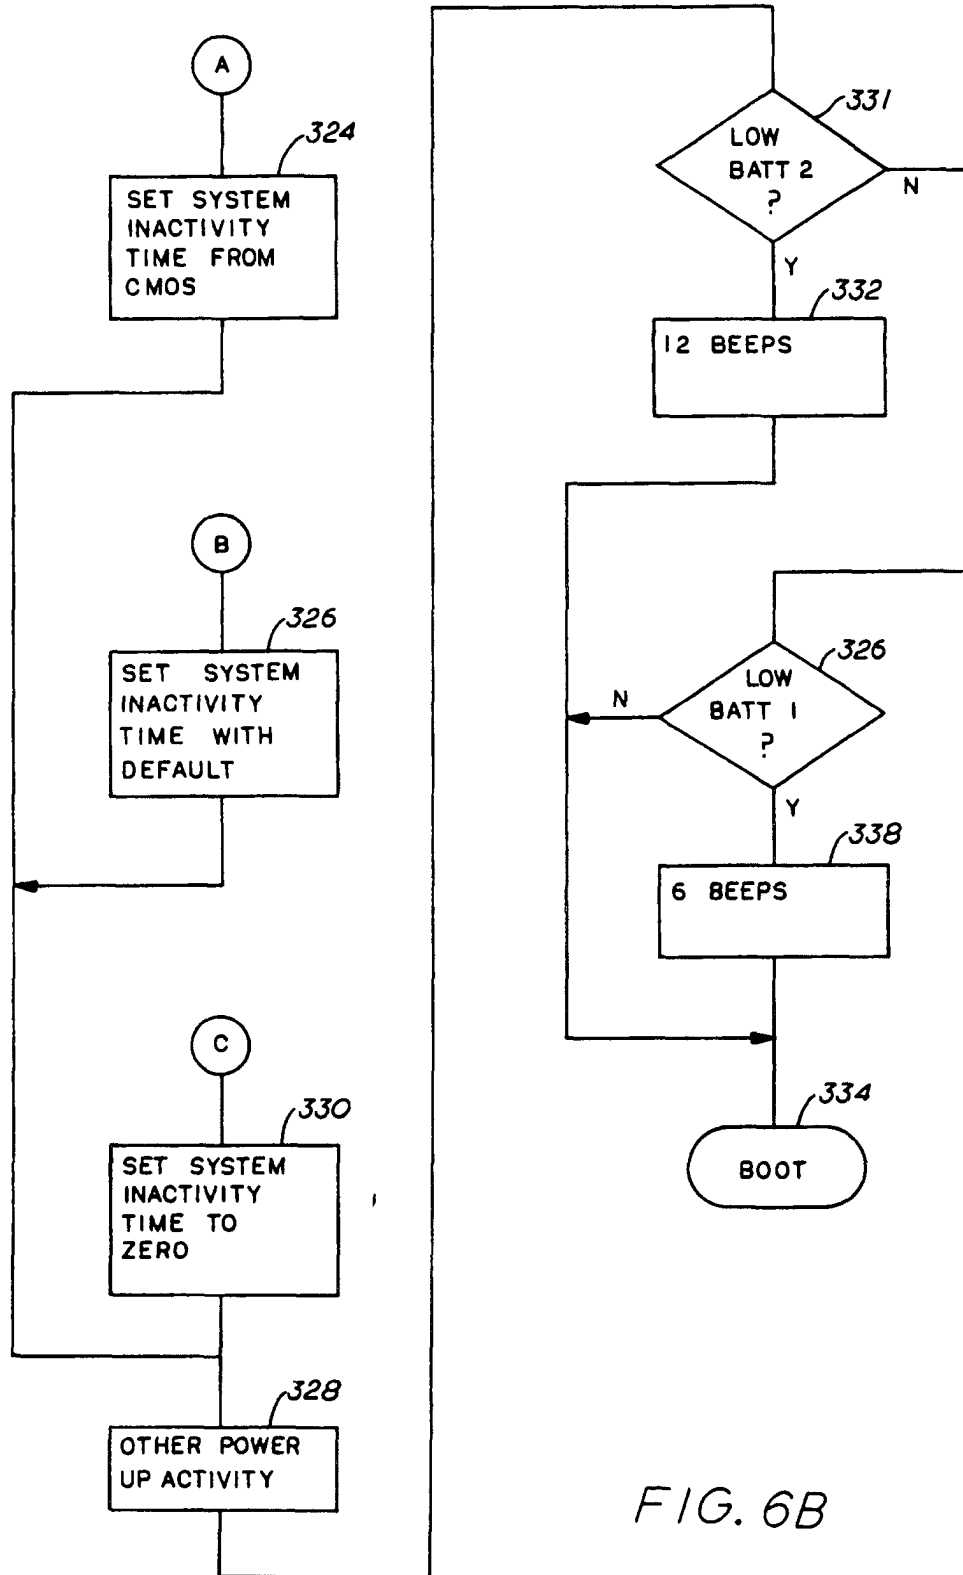 A
324
SET SYSTEM
INACTIVITY
TIME FROM
CMOS
B
326
SET SYSTEM
INACTIVITY
TIME WITH
DEFAULT
C
330
SET SYSTEM
INACTIVITY
TIME TO
ZERO
328
OTHER POWER
UP ACTIVITY
331
LOW
BATT 2
?
N
Y
332
12 BEEPS
326
LOW
BATT 1
?
N
Y
338
6 BEEPS
334
BOOT
FIG. 6B